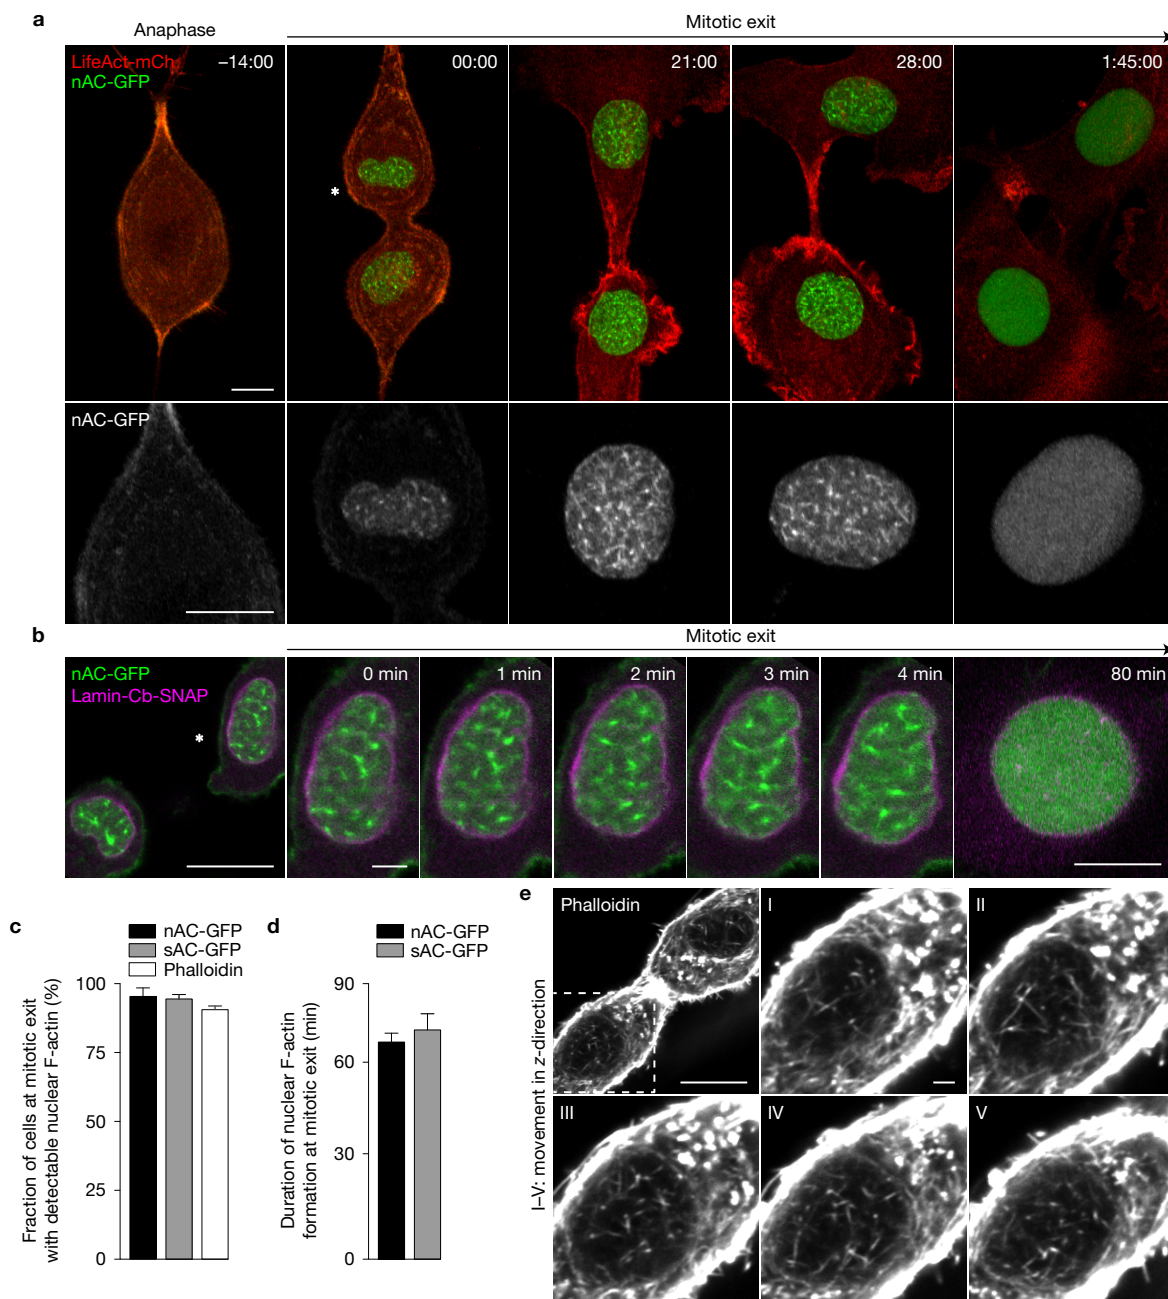 a
Anaphase
Mitotic exit
LifeAct-mCh
nAC-GFP
–14:00
00:00
21:00
28:00
1:45:00
*
nAC-GFP
b
Mitotic exit
nAC-GFP
Lamin-Cb-SNAP
*
0 min
1 min
2 min
3 min
4 min
80 min
c
nAC-GFP
sAC-GFP
Phalloidin
Fraction of cells at mitotic exit
with detectable nuclear F-actin (%)
100
75
50
25
0
d
nAC-GFP
sAC-GFP
Duration of nuclear F-actin
formation at mitotic exit (min)
90
60
30
0
e
I–V: movement in z-direction
Phalloidin
I
II
III
IV
V